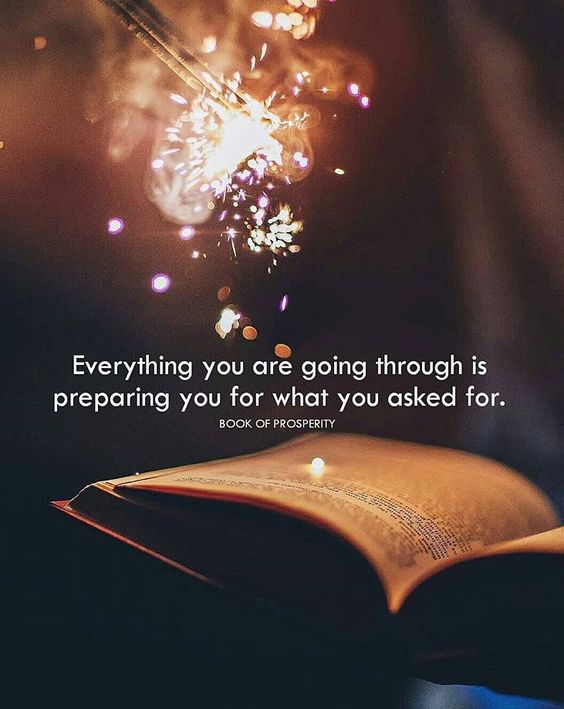 Everything you are going through is
preparing you for what you asked for.
BOOK OF PROSPERITY